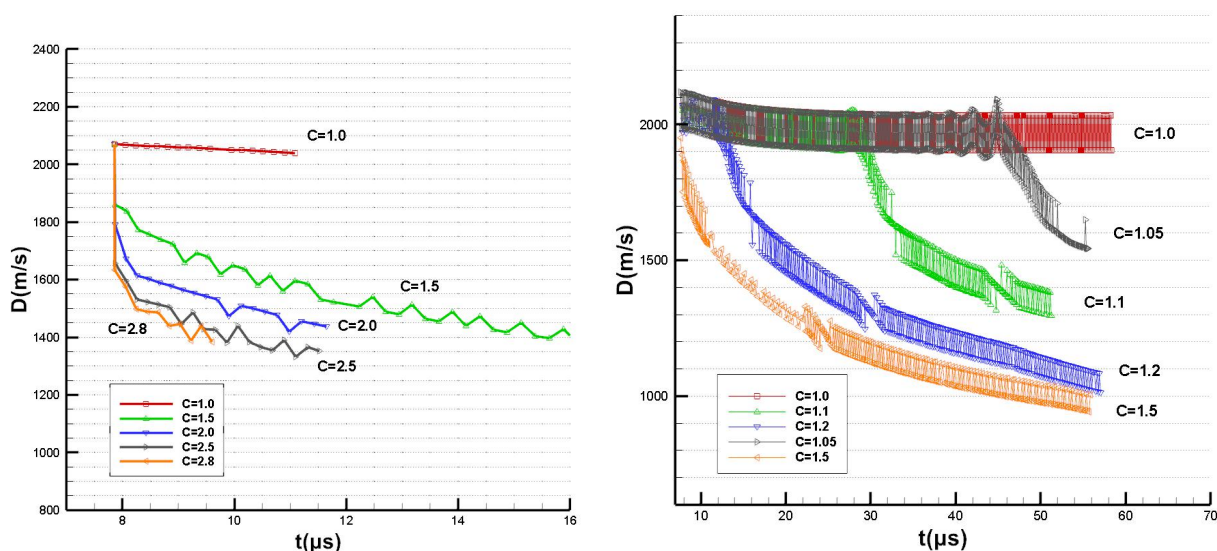 2400
2200
2000
1800
1600
1400
1200
1000
800
D(m/s)
C=1.0
C=1.5
C=2.0
C=2.5
C=2.8
C=1.0
C=1.5
C=2.0
C=2.5
C=2.8
8
10
12
14
16
t(μs)
2000
1500
1000
D(m/s)
C=1.0
C=1.05
C=1.1
C=1.2
C=1.5
C=1.0
C=1.1
C=1.2
C=1.05
C=1.5
10
20
30
40
50
60
70
t(μs)